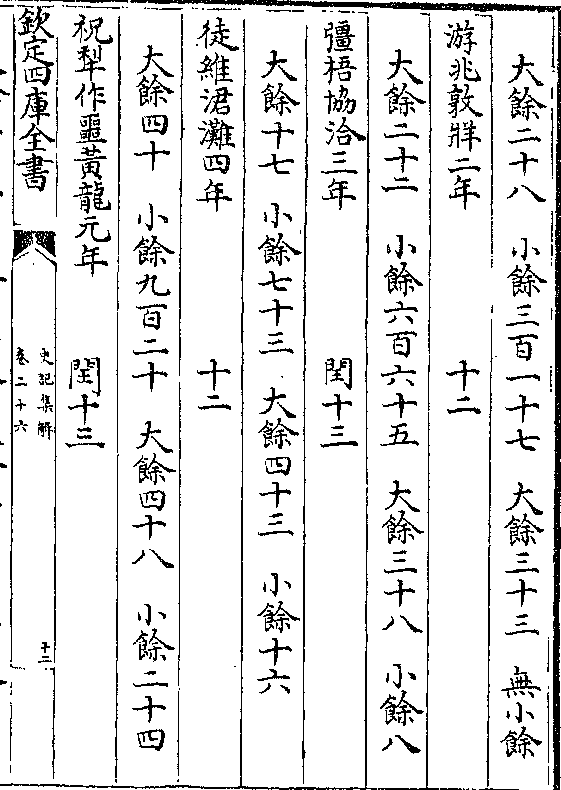 大餘二十八 小餘三百一十七 大餘三十三 無小餘
游兆敦牂二年 十二
大餘二十二 小餘六百六十五 大餘三十八 小餘八
彊梧協洽三年 閏十三
大餘十七 小餘七十三 大餘四十三 小餘十六
徒維涒灘四年 十二
大餘四十 小餘九百二十 大餘四十八 小餘二十四
祝犁作噩黃龍元年 閏十三
欽定四庫全書
史記集解
卷二十六
十二